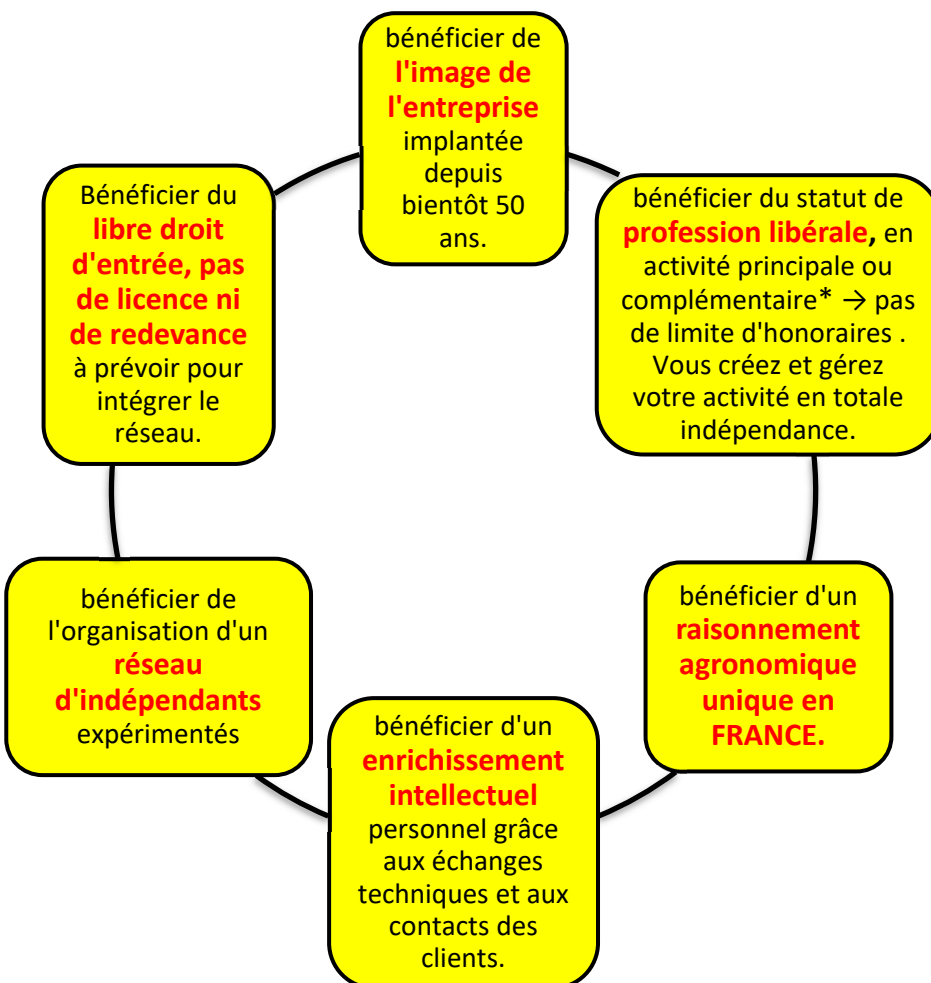 bénéficier de
l'image de
l'entreprise
implantée
depuis
bientôt 50
ans.
bénéficier du statut de
profession libérale, en
activité principale ou
complémentaire* → pas
de limite d'honoraires .
Vous créez et gérez
votre activité en totale
indépendance.
bénéficier d'un
raisonnement
agronomique
unique en
FRANCE.
bénéficier d'un
enrichissement
intellectuel
personnel grâce
aux échanges
techniques et aux
contacts des
clients.
bénéficier de
l'organisation d'un
réseau
d'indépendants
expérimentés
Bénéficier du
libre droit
d'entrée, pas
de licence ni
de redevance
à prévoir pour
intégrer le
réseau.